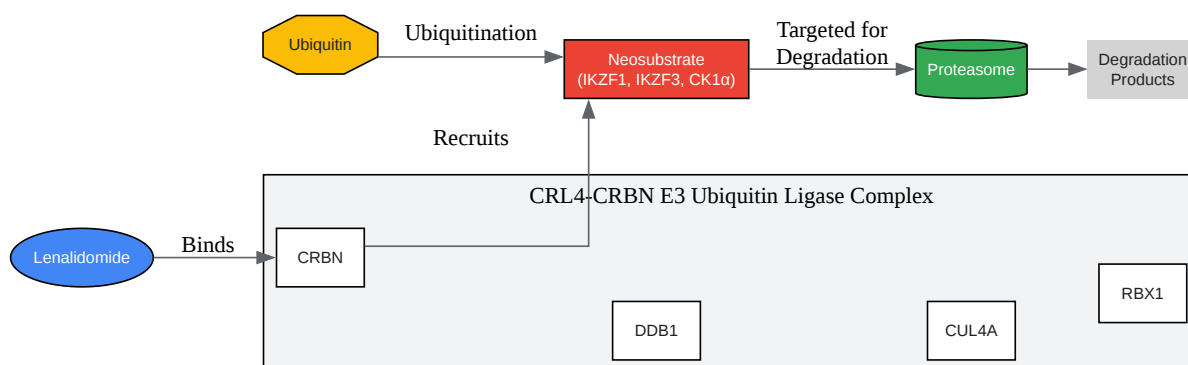 Ubiquitin
Ubiquitination
Neosubstrate
(IKZF1, IKZF3, CK1α)
Targeted for
Degradation
Proteasome
Degradation
Products
Recruits
CRL4-CRBN E3 Ubiquitin Ligase Complex
Lenalidomide
Binds
CRBN
DDB1
CUL4A
RBX1